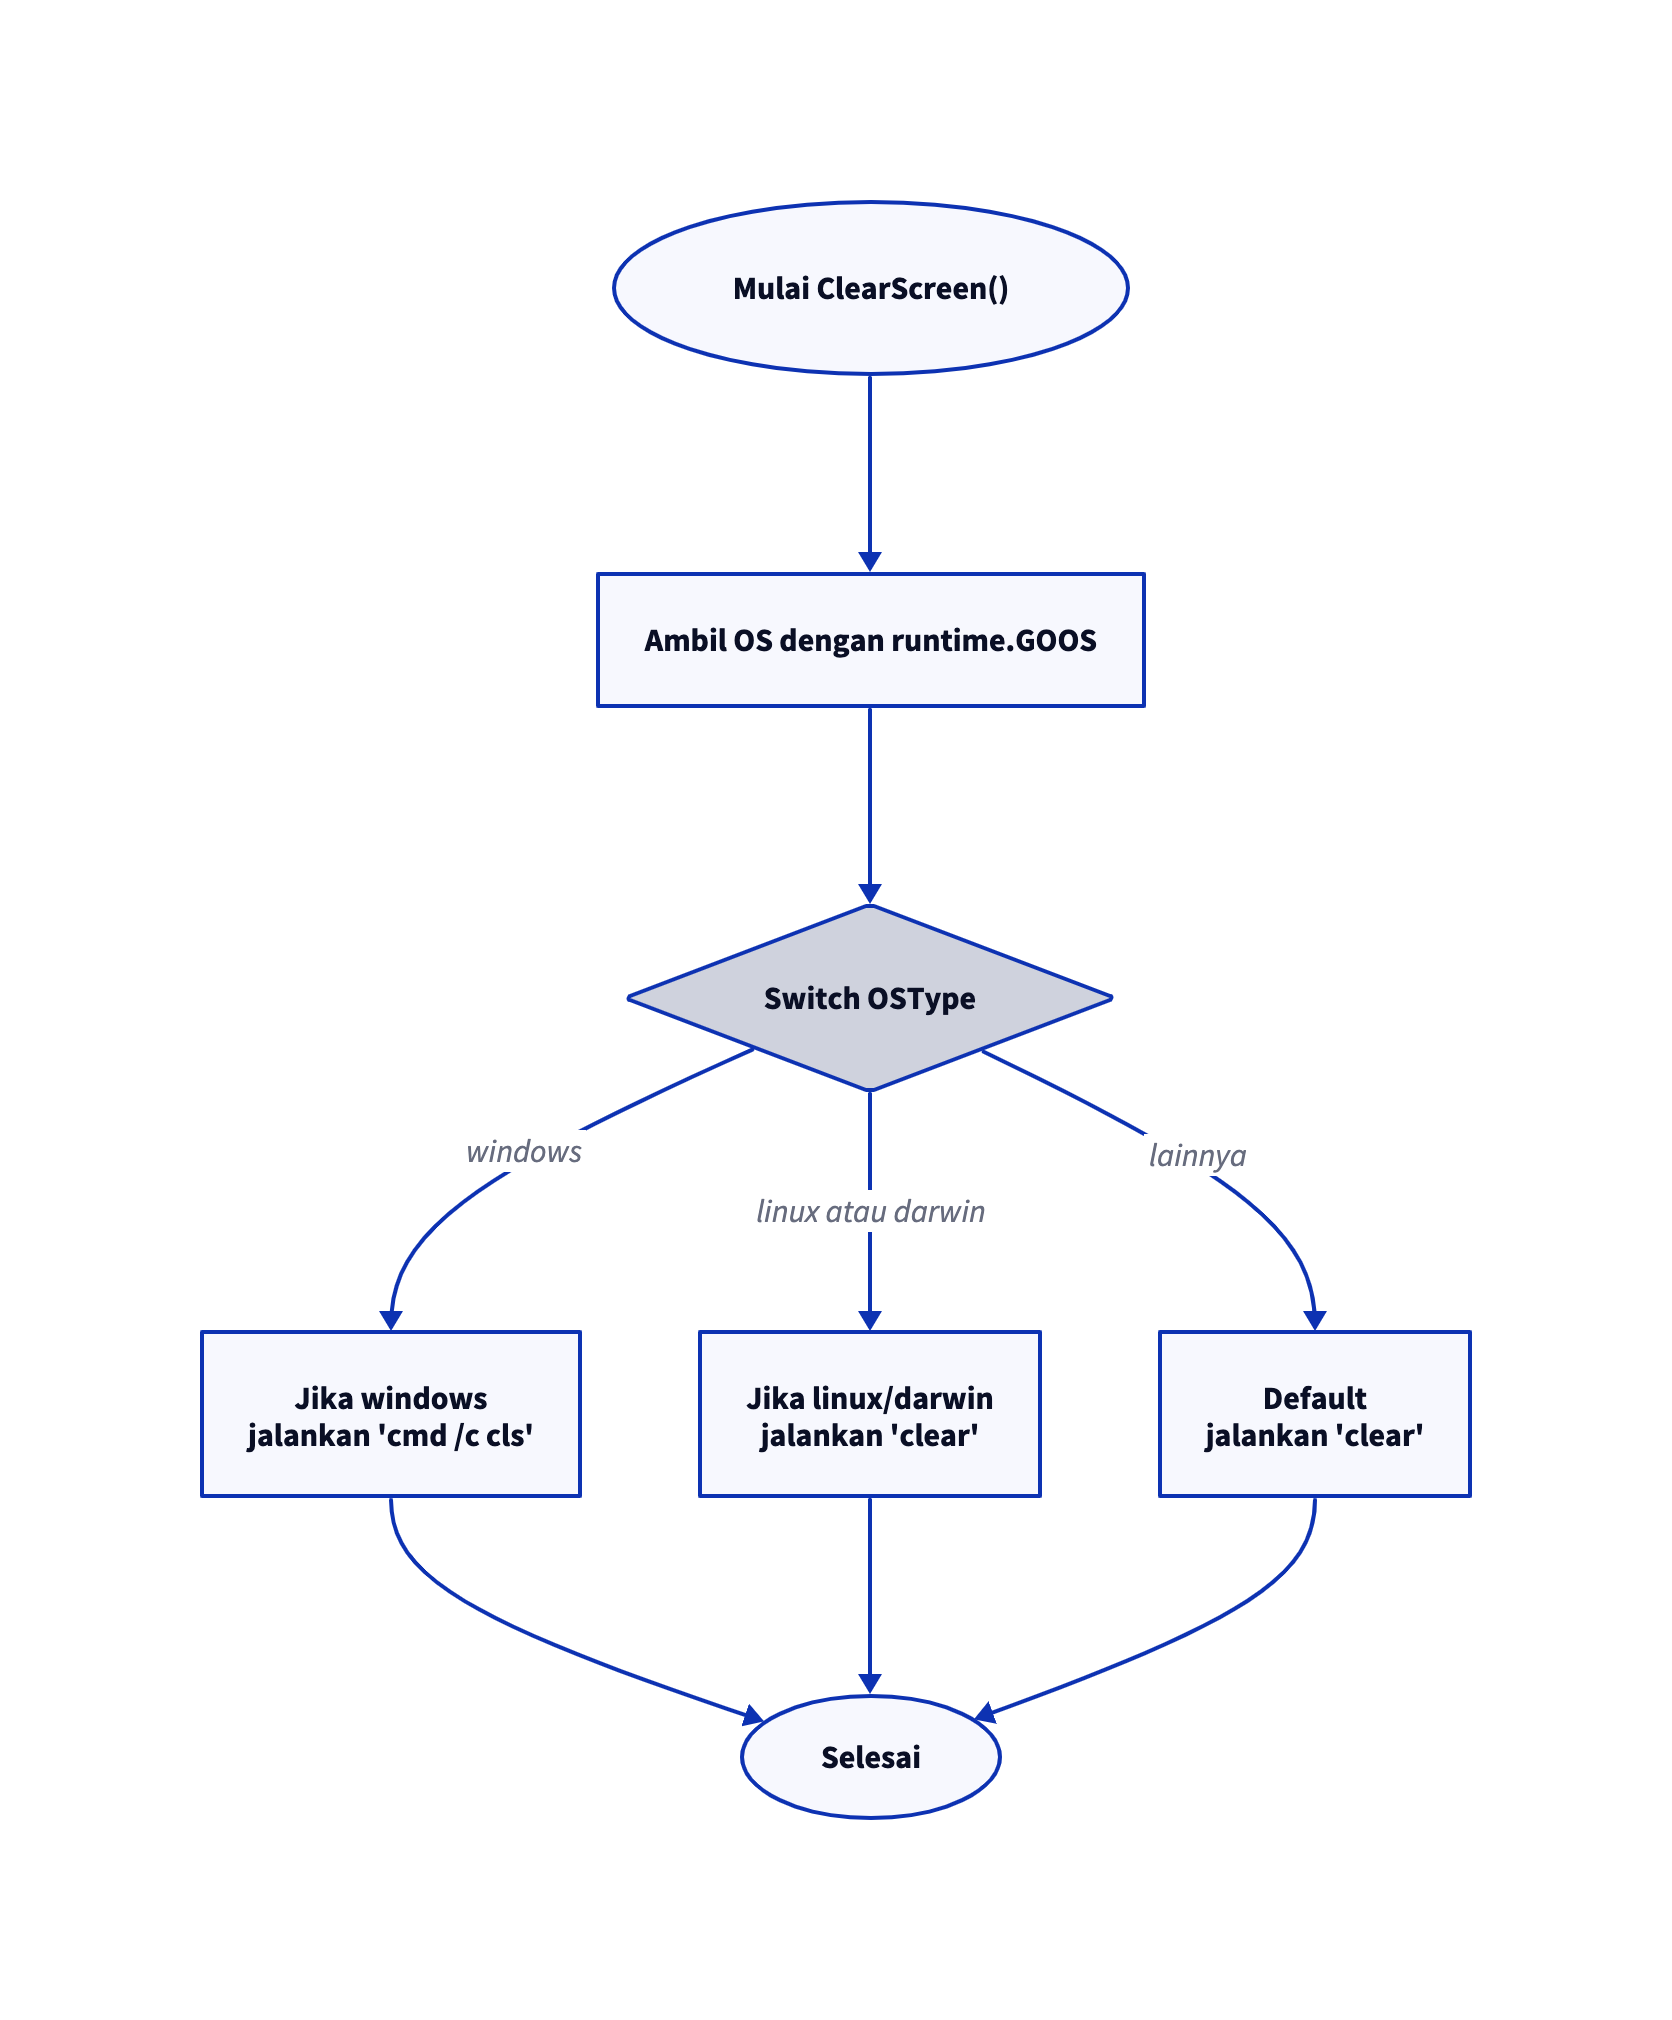 Mulai ClearScreen()
Ambil OS dengan runtime.GOOS
Switch OSType
windows
linux atau darwin
lainnya
Jika windows
jalankan 'cmd /c cls'
Jika linux/darwin
jalankan 'clear'
Default
jalankan 'clear'
Selesai